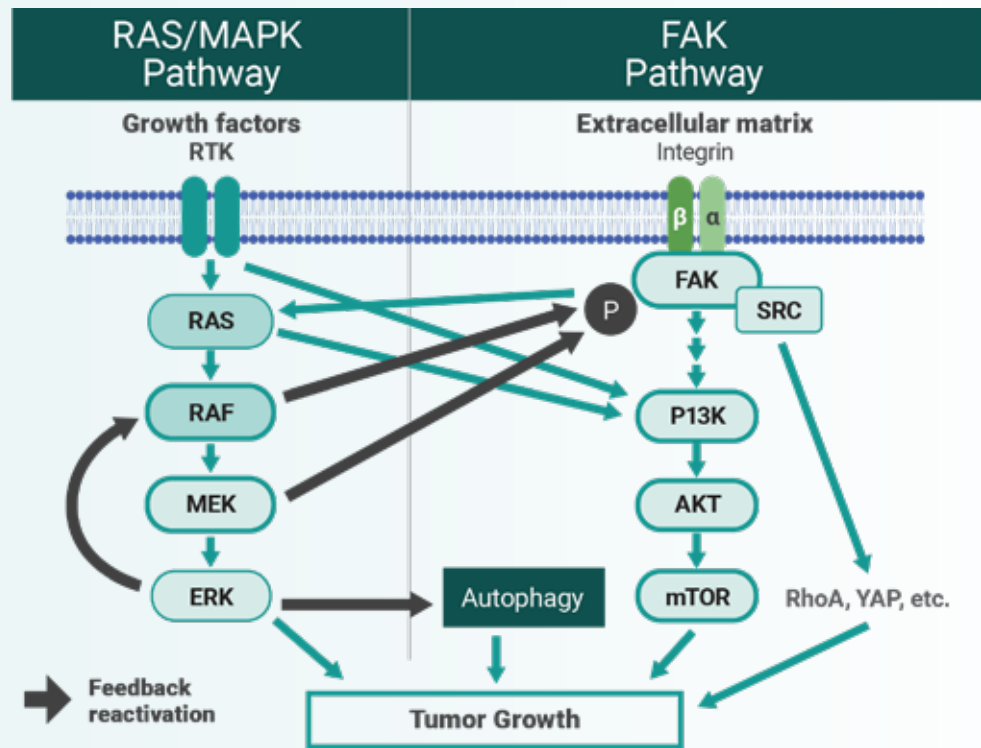 RAS/MAPK
Pathway
FAK
Pathway
Growth factors
RTK
Extracellular matrix
Integrin
β
α
FAK
SRC
P
RAS
RAF
P13K
MEK
AKT
ERK
Autophagy
mTOR
RhoA, YAP, etc.
Feedback
reactivation
Tumor Growth